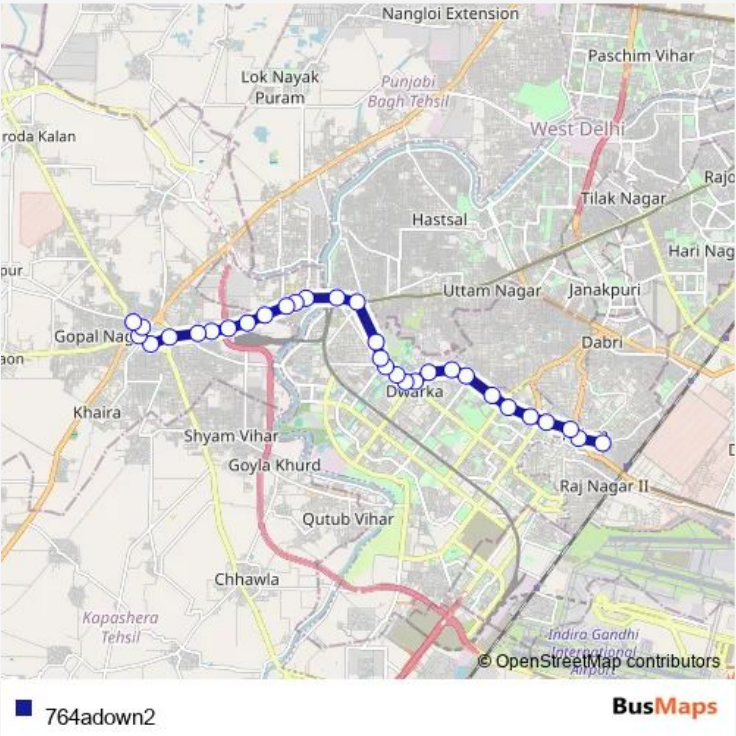 Nangloi Extension
Paschim Vihar
Lok Nayak
Puram
Punjabi
Bagh Tehsil
West Delhi
roda Kalan
Rajo
Tilak Nagar
Hastsal
Hari Nag
pur
Uttam Nagar
Janakpuri
Gopal Nag
Dabri
aon
Dwarka
Khaira
Shyam Vihar
Goyla Khurd
Raj Nagar II
Qutub Vihar
Chhawla
Kapashera
Tehsil
Indira Gandhi
International
Airport
© OpenStreetMap contributors
764adown2
BusMaps